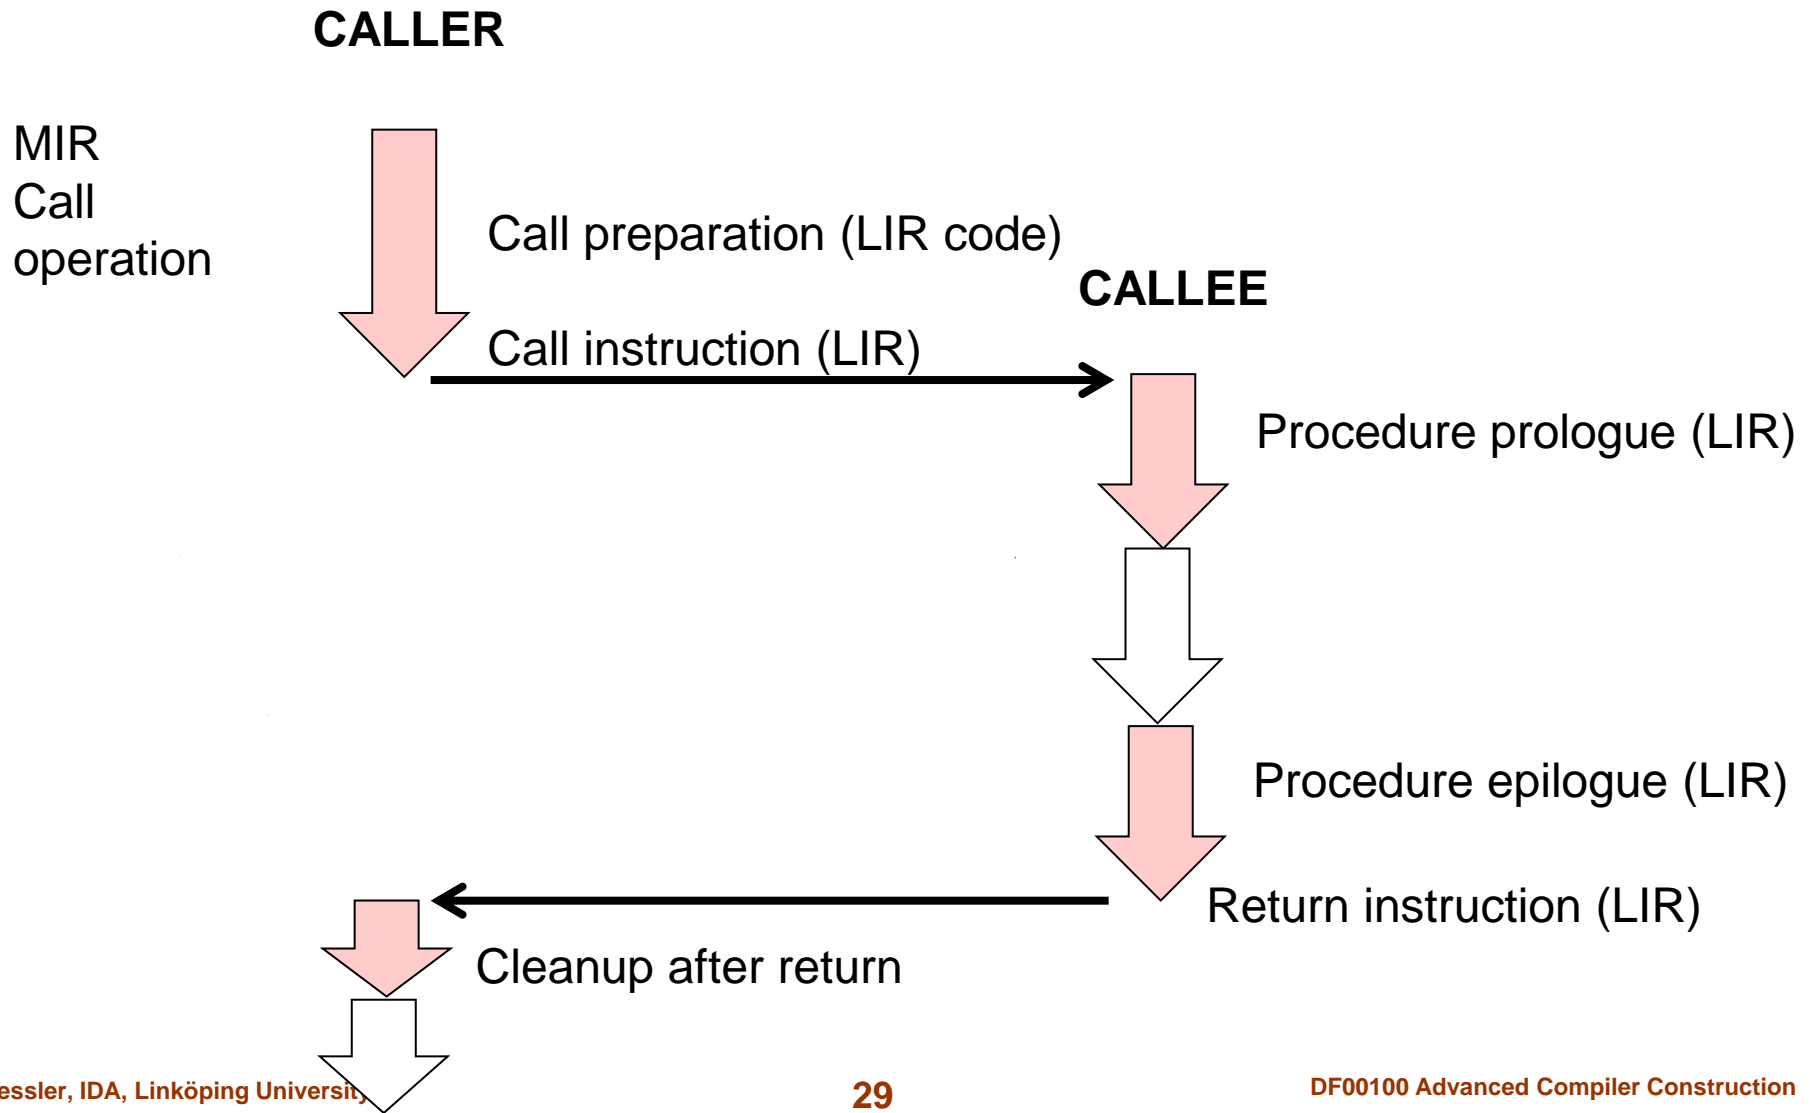 CALLER
MIR
Call
operation
Call preparation (LIR code)
CALLEE
Call instruction (LIR)
Procedure prologue (LIR)
Procedure epilogue (LIR)
Return instruction (LIR)
Cleanup after return
essler, IDA, Linköping University
29
DF00100 Advanced Compiler Construction